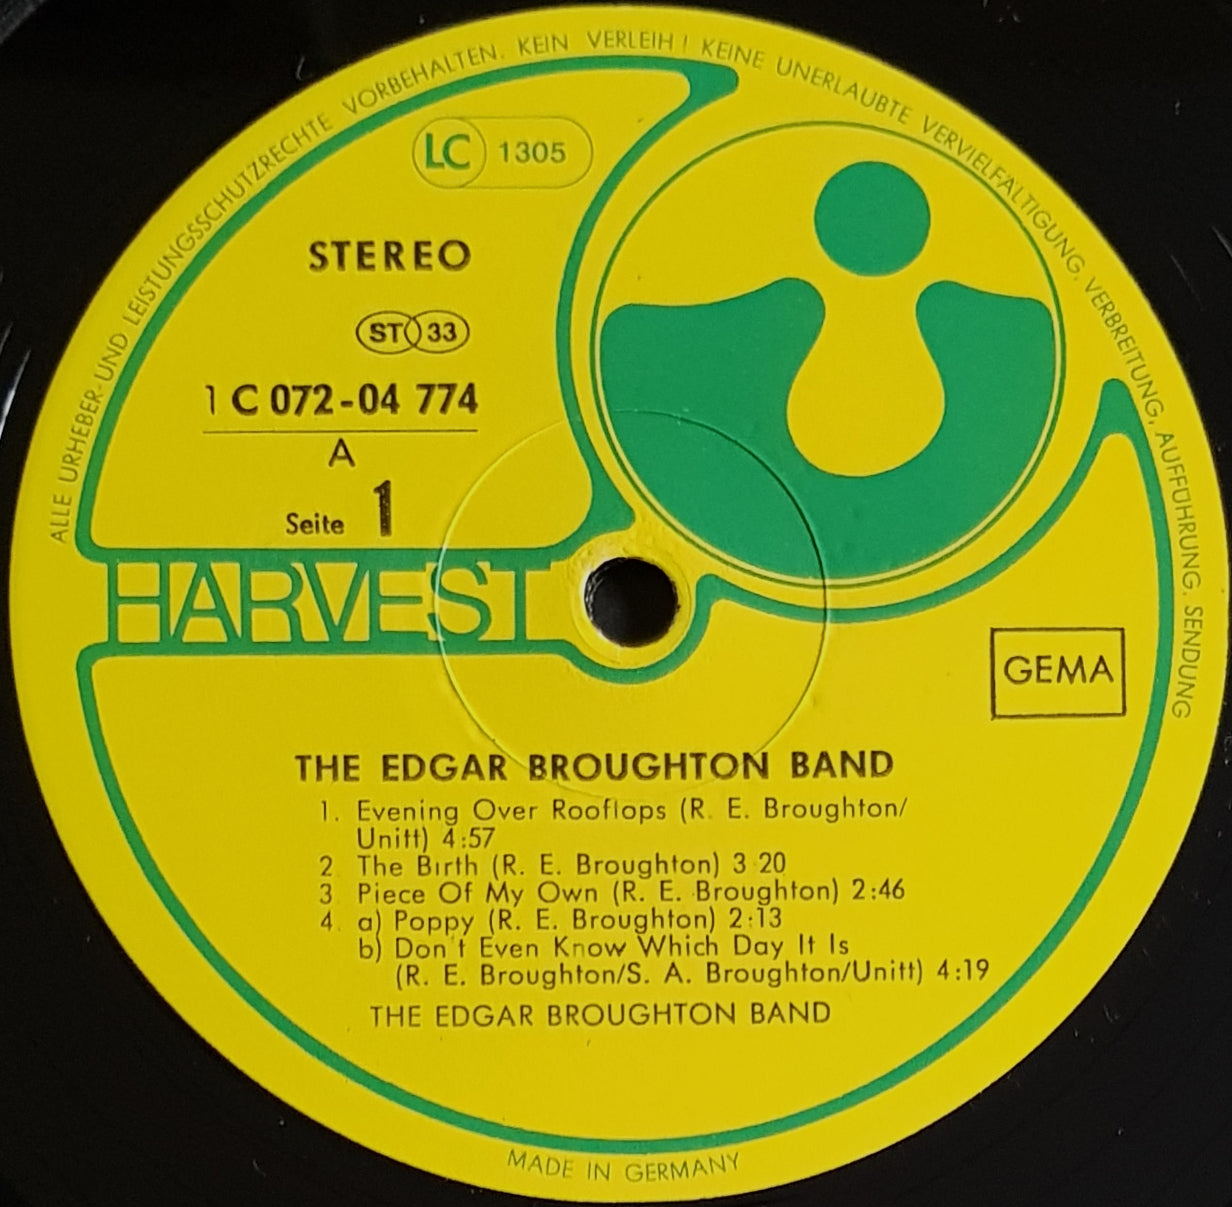 ALLE URHEBER- UND LEISTUNGSSCHUTZRECHTE VORBEHALTEN. KEIN VERLEIH! KEINE UNERLAUBTE VERVIELFÄLTIGUNG, VERBREITUNG, AUFFÜHRUNG, SENDUNG
LC 1305
STEREO
ST 33
1 C 072-04 774
A
Seite 1
HARVEST
GEMA
THE EDGAR BROUGHTON BAND
1. Evening Over Rooftops (R. E. Broughton/
Unitt) 4:57
2. The Birth (R. E. Broughton) 3 20
3. Piece Of My Own (R. E. Broughton) 2:46
4. a) Poppy (R. E. Broughton) 2:13
b) Don't Even Know Which Day It Is
(R. E. Broughton/S. A. Broughton/Unitt) 4:19
THE EDGAR BROUGHTON BAND
MADE IN GERMANY